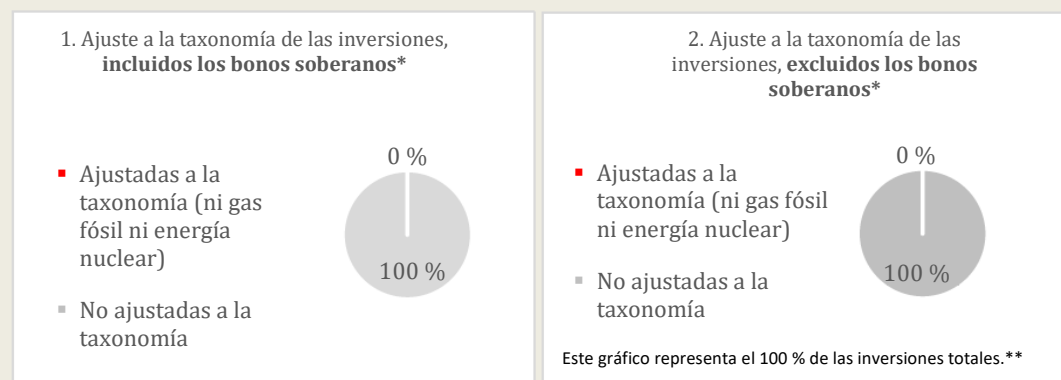 1. Ajuste a la taxonomía de las inversiones,
incluidos los bonos soberanos*
0 %
Ajustadas a la
taxonomía (ni gas
fósil ni energía
nuclear)
100 %
No ajustadas a la
taxonomía
2. Ajuste a la taxonomía de las
inversiones, excluidos los bonos
soberanos*
0 %
Ajustadas a la
taxonomía (ni gas fósil
ni energía nuclear)
100 %
No ajustadas a la
taxonomía
Este gráfico representa el 100 % de las inversiones totales.**